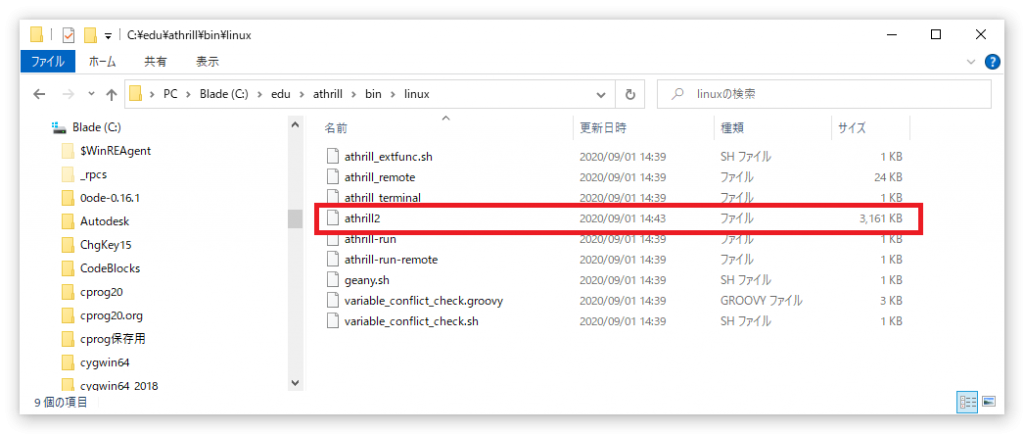 C:¥edu¥athrill¥bin¥linux
ファイル ホーム 共有 表示
PC Blade (C:) edu athrill bin linux linuxの検索
Blade (C:)
$WinREAgent
_rpcs
0ode-0.16.1
Autodesk
ChgKey15
CodeBlocks
cprog20
cprog20.org
cprog保存用
cygwin64
cygwin64_2018
名前 更新日時 種類 サイズ
athrill_extfunc.sh 2020/09/01 14:39 SH ファイル 1 KB
athrill_remote 2020/09/01 14:39 ファイル 24 KB
athrill_terminal 2020/09/01 14:39 ファイル 1 KB
athrill2 2020/09/01 14:43 ファイル 3,161 KB
athrill-run 2020/09/01 14:39 ファイル 1 KB
athrill-run-remote 2020/09/01 14:39 ファイル 1 KB
geany.sh 2020/09/01 14:39 SH ファイル 1 KB
variable_conflict_check.groovy 2020/09/01 14:39 GROOVY ファイル 3 KB
variable_conflict_check.sh 2020/09/01 14:39 SH ファイル 1 KB
9 個の項目